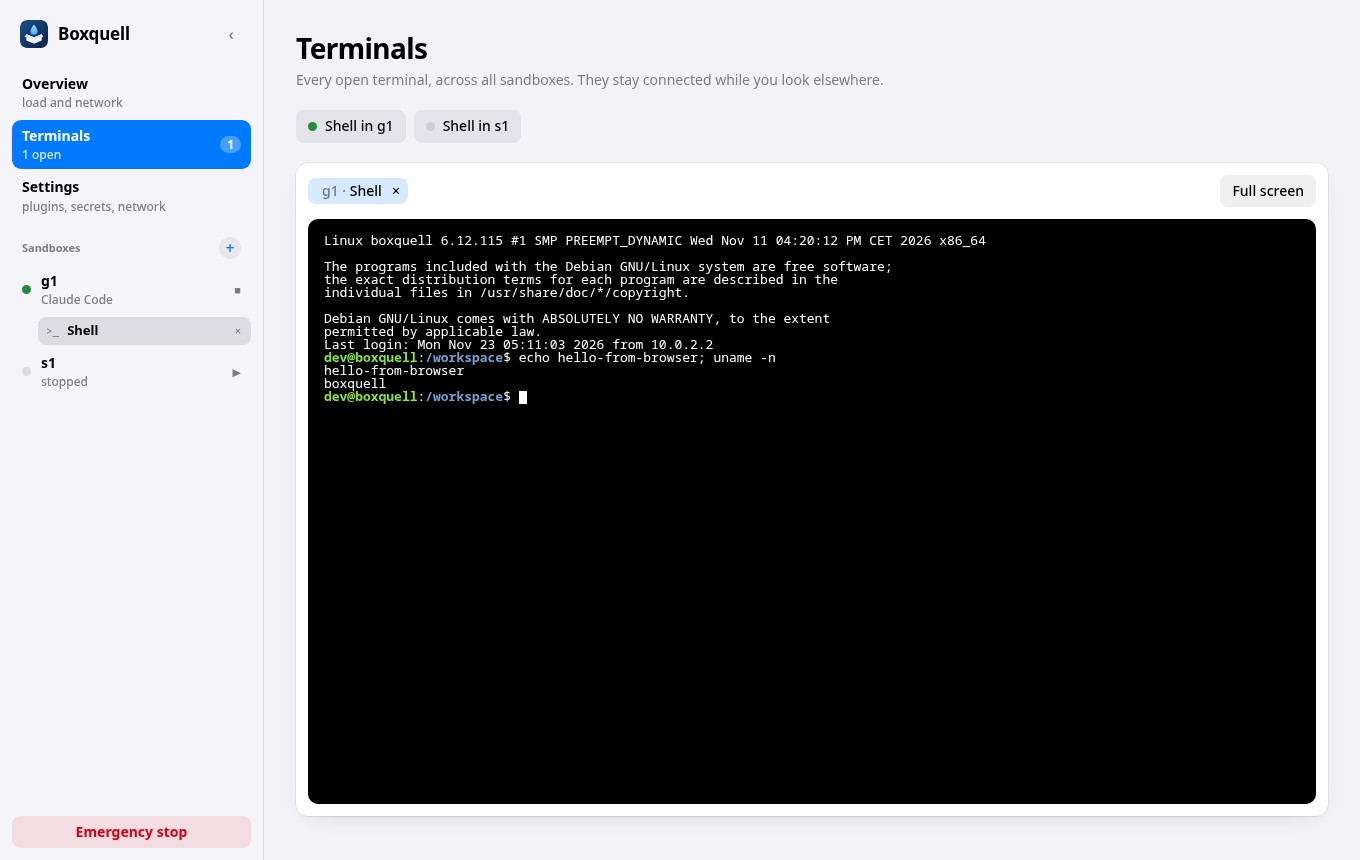 Boxquell
‹
Overview
load and network
Terminals
1 open
1
Settings
plugins, secrets, network
Sandboxes
+
g1
Claude Code
■
>_ Shell ×
s1
stopped
▶
Emergency stop
Terminals
Every open terminal, across all sandboxes. They stay connected while you look elsewhere.
Shell in g1
Shell in s1
g1 · Shell ×
Full screen
Linux boxquell 6.12.115 #1 SMP PREEMPT_DYNAMIC Wed Nov 11 04:20:12 PM CET 2026 x86_64
The programs included with the Debian GNU/Linux system are free software;
the exact distribution terms for each program are described in the
individual files in /usr/share/doc/*/copyright.
Debian GNU/Linux comes with ABSOLUTELY NO WARRANTY, to the extent
permitted by applicable law.
Last login: Mon Nov 23 05:11:03 2026 from 10.0.2.2
dev@boxquell:/workspace$ echo hello-from-browser; uname -n
hello-from-browser
boxquell
dev@boxquell:/workspace$